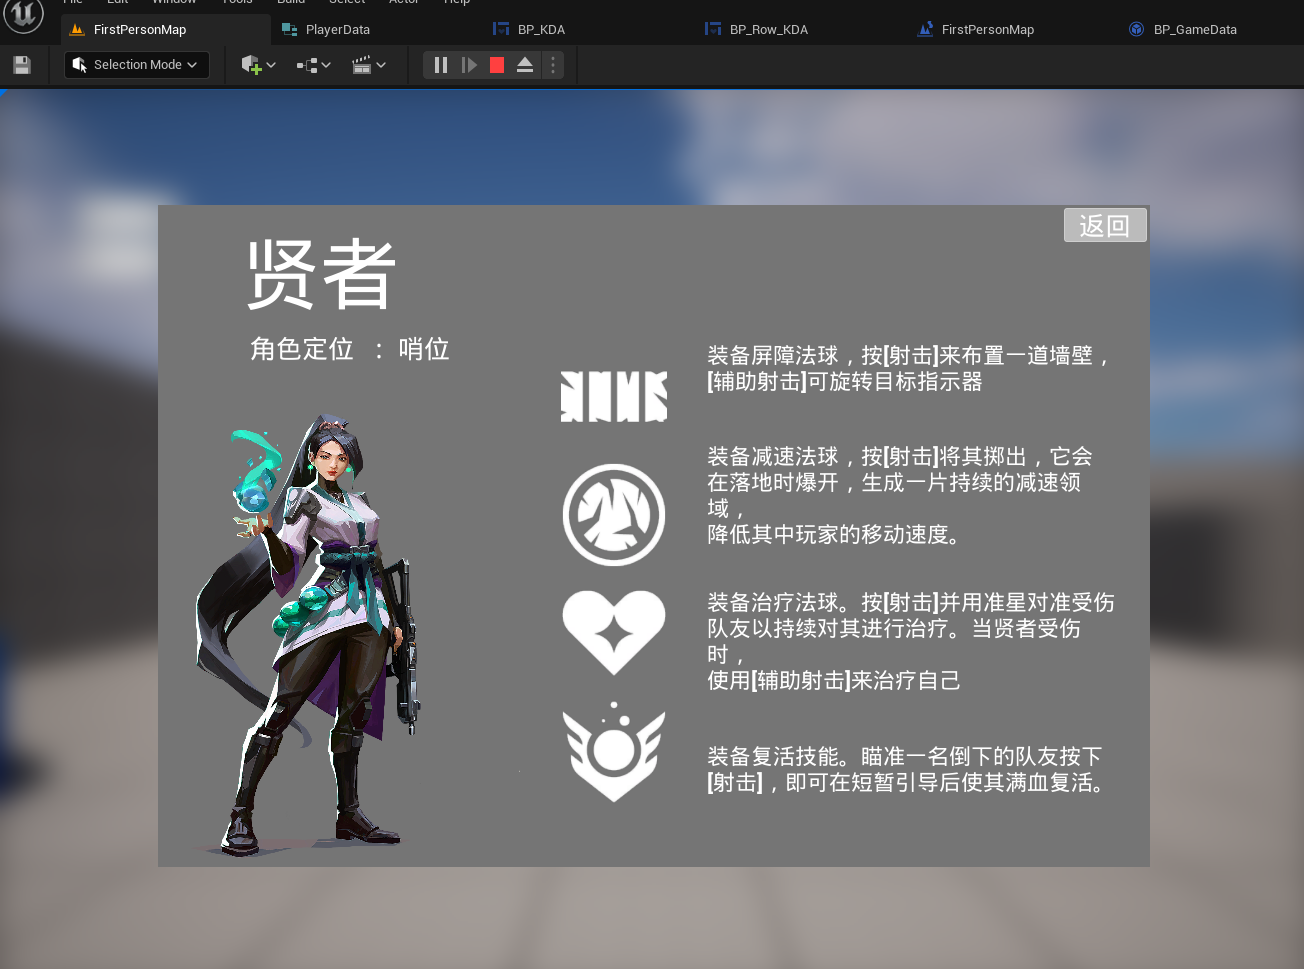 File Edit Window Tools Build Select Actor Help
FirstPersonMap PlayerData BP_KDA BP_Row_KDA FirstPersonMap BP_GameData
Selection Mode
返回
贤者
角色定位 ：哨位
装备屏障法球，按[射击]来布置一道墙壁，
[辅助射击]可旋转目标指示器
装备减速法球，按[射击]将其掷出，它会
在落地时爆开，生成一片持续的减速领
域，
降低其中玩家的移动速度。
装备治疗法球。按[射击]并用准星对准受伤
队友以持续对其进行治疗。当贤者受伤
时，
使用[辅助射击]来治疗自己
装备复活技能。瞄准一名倒下的队友按下
[射击]，即可在短暂引导后使其满血复活。